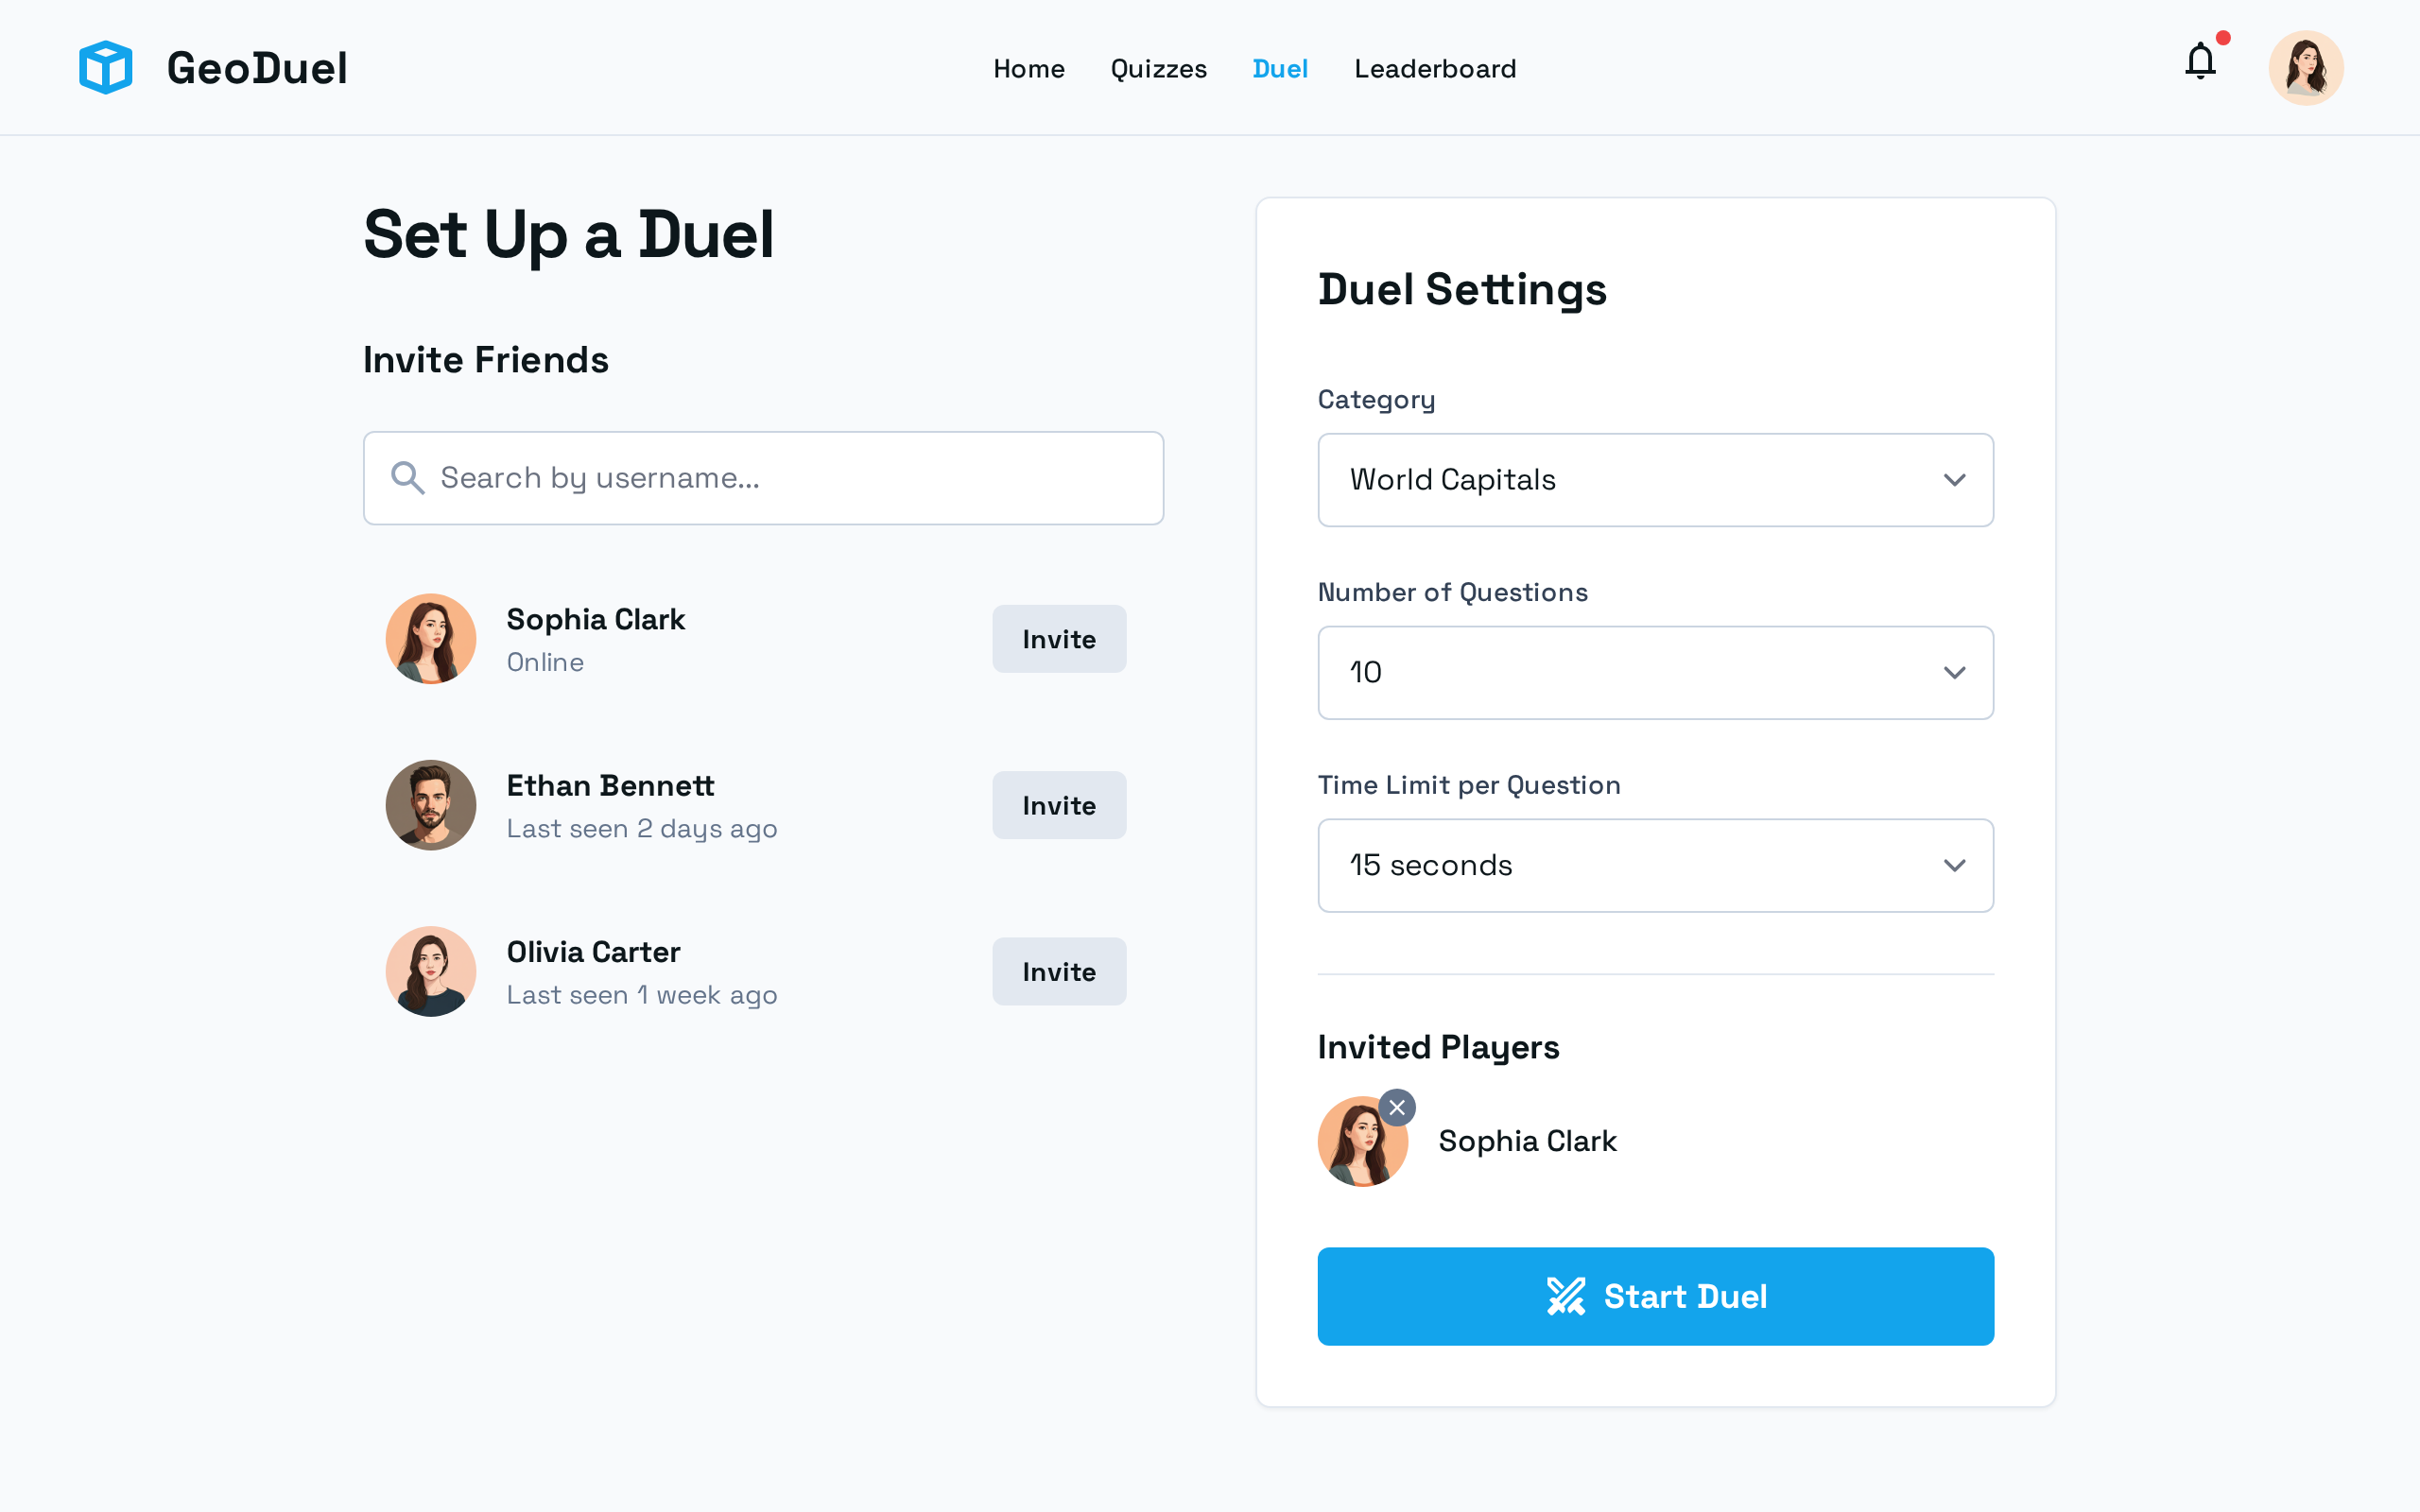 GeoDuel
Home
Quizzes
Duel
Leaderboard
Set Up a Duel
Invite Friends
Search by username...
Sophia Clark
Online
Invite
Ethan Bennett
Last seen 2 days ago
Invite
Olivia Carter
Last seen 1 week ago
Invite
Duel Settings
Category
World Capitals
Number of Questions
10
Time Limit per Question
15 seconds
Invited Players
Sophia Clark
Start Duel